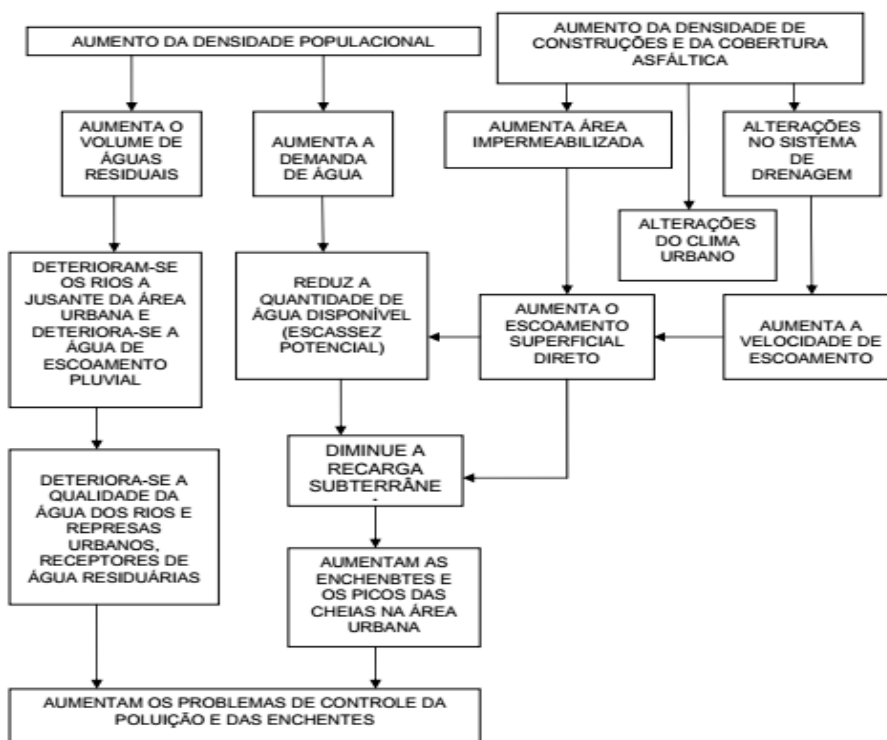 AUMENTO DA DENSIDADE POPULACIONAL
AUMENTO DA DENSIDADE DE
CONSTRUÇÕES E DA COBERTURA
ASFÁLTICA
AUMENTA O
VOLUME DE
ÁGUAS
RESIDUAIS
AUMENTA A
DEMANDA
DE ÁGUA
AUMENTA ÁREA
IMPERMEABILIZADA
ALTERAÇÕES
NO SISTEMA
DE
DRENAGEM
ALTERAÇÕES
DO CLIMA
URBANO
DETERIORAM-SE
OS RIOS A
JUSANTE DA ÁREA
URBANA E
DETERIORA-SE A
ÁGUA DE
ESCOAMENTO
PLUVIAL
REDUZ A
QUANTIDADE DE
ÁGUA DISPONÍVEL
(ESCASSEZ
POTENCIAL)
AUMENTA O
ESCOAMENTO
SUPERFICIAL
DIRETO
AUMENTA A
VELOCIDADE DE
ESCOAMENTO
DIMINUE A
RECARGA
SUBTERRÂNE
DETERIORA-SE A
QUALIDADE DA
ÁGUA DOS RIOS E
REPRESAS
URBANOS,
RECEPTORES DE
ÁGUA RESIDUÁRIAS
AUMENTAM AS
ENCHENBTES E
OS PICOS DAS
CHEIAS NA ÁREA
URBANA
AUMENTAM OS PROBLEMAS DE CONTROLE DA
POLUIÇÃO E DAS ENCHENTES